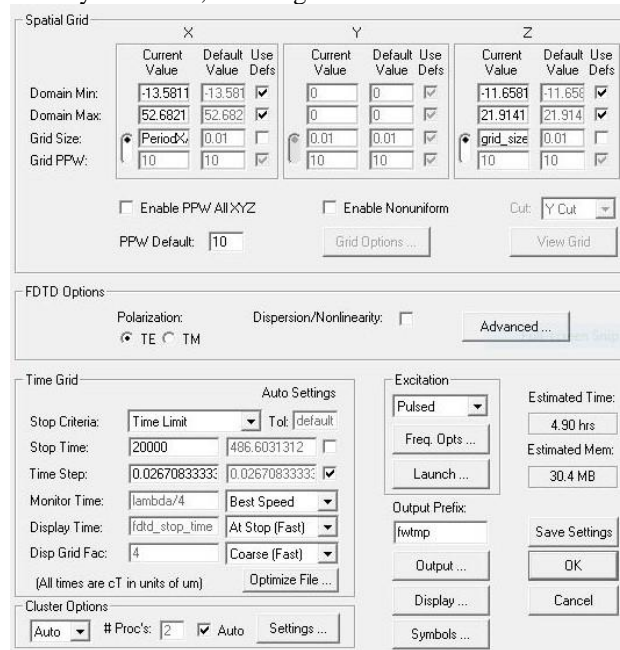 Spatial Grid
X Y Z
Current Value Default Value Use Defs Current Value Default Value Use Defs Current Value Default Value Use Defs
Domain Min: -13.5811 -13.581 0 0 -11.6581 -11.658
Domain Max: 52.6821 52.682 0 0 21.9141 21.914
Grid Size: PeriodX/ 0.01 0.01 0.01 grid_size 0.01
Grid PPW: 10 10 10 10 10 10
Enable PPW All XYZ Enable Nonuniform Cut: Y Cut
PPW Default: 10 Grid Options ... View Grid
FDTD Options
Polarization: Dispersion/Nonlinearity: Advanced ...
TE TM
Time Grid
Auto Settings
Stop Criteria: Time Limit Tol: default
Stop Time: 20000 486.6031312
Time Step: 0.02670833333 0.02670833333
Monitor Time: lambda/4 Best Speed
Display Time: fdtd_stop_time At Stop (Fast)
Disp Grid Fac: 4 Coarse (Fast)
(All times are cT in units of um) Optimize File ...
Cluster Options
Auto # Proc's: 2 Auto Settings ...
Excitation
Pulsed
Freq. Opts ...
Launch ...
Output Prefix:
fwtmp
Output ...
Display ...
Symbols ...
Estimated Time:
4.90 hrs
Estimated Mem:
30.4 MB
Save Settings
OK
Cancel